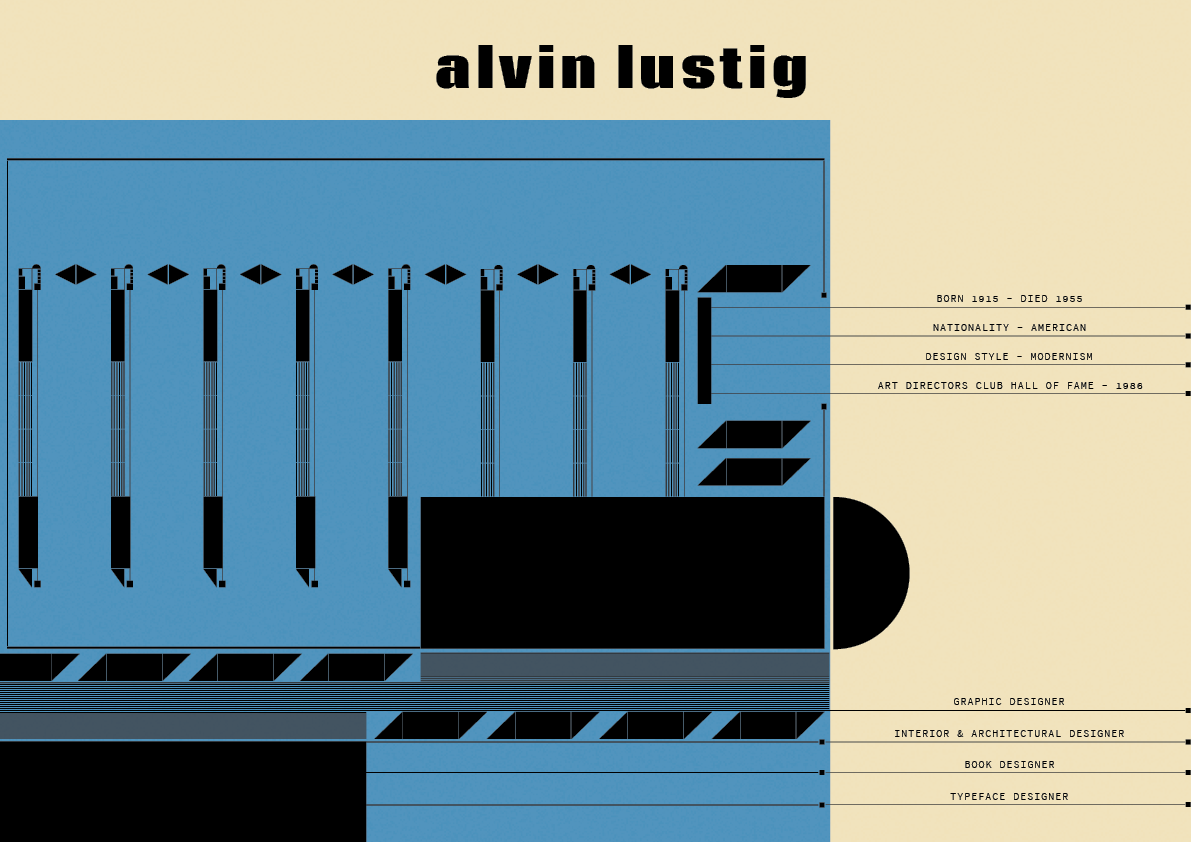 alvin lustig
BORN 1915 – DIED 1955
NATIONALITY – AMERICAN
DESIGN STYLE – MODERNISM
ART DIRECTORS CLUB HALL OF FAME – 1986
GRAPHIC DESIGNER
INTERIOR & ARCHITECTURAL DESIGNER
BOOK DESIGNER
TYPEFACE DESIGNER